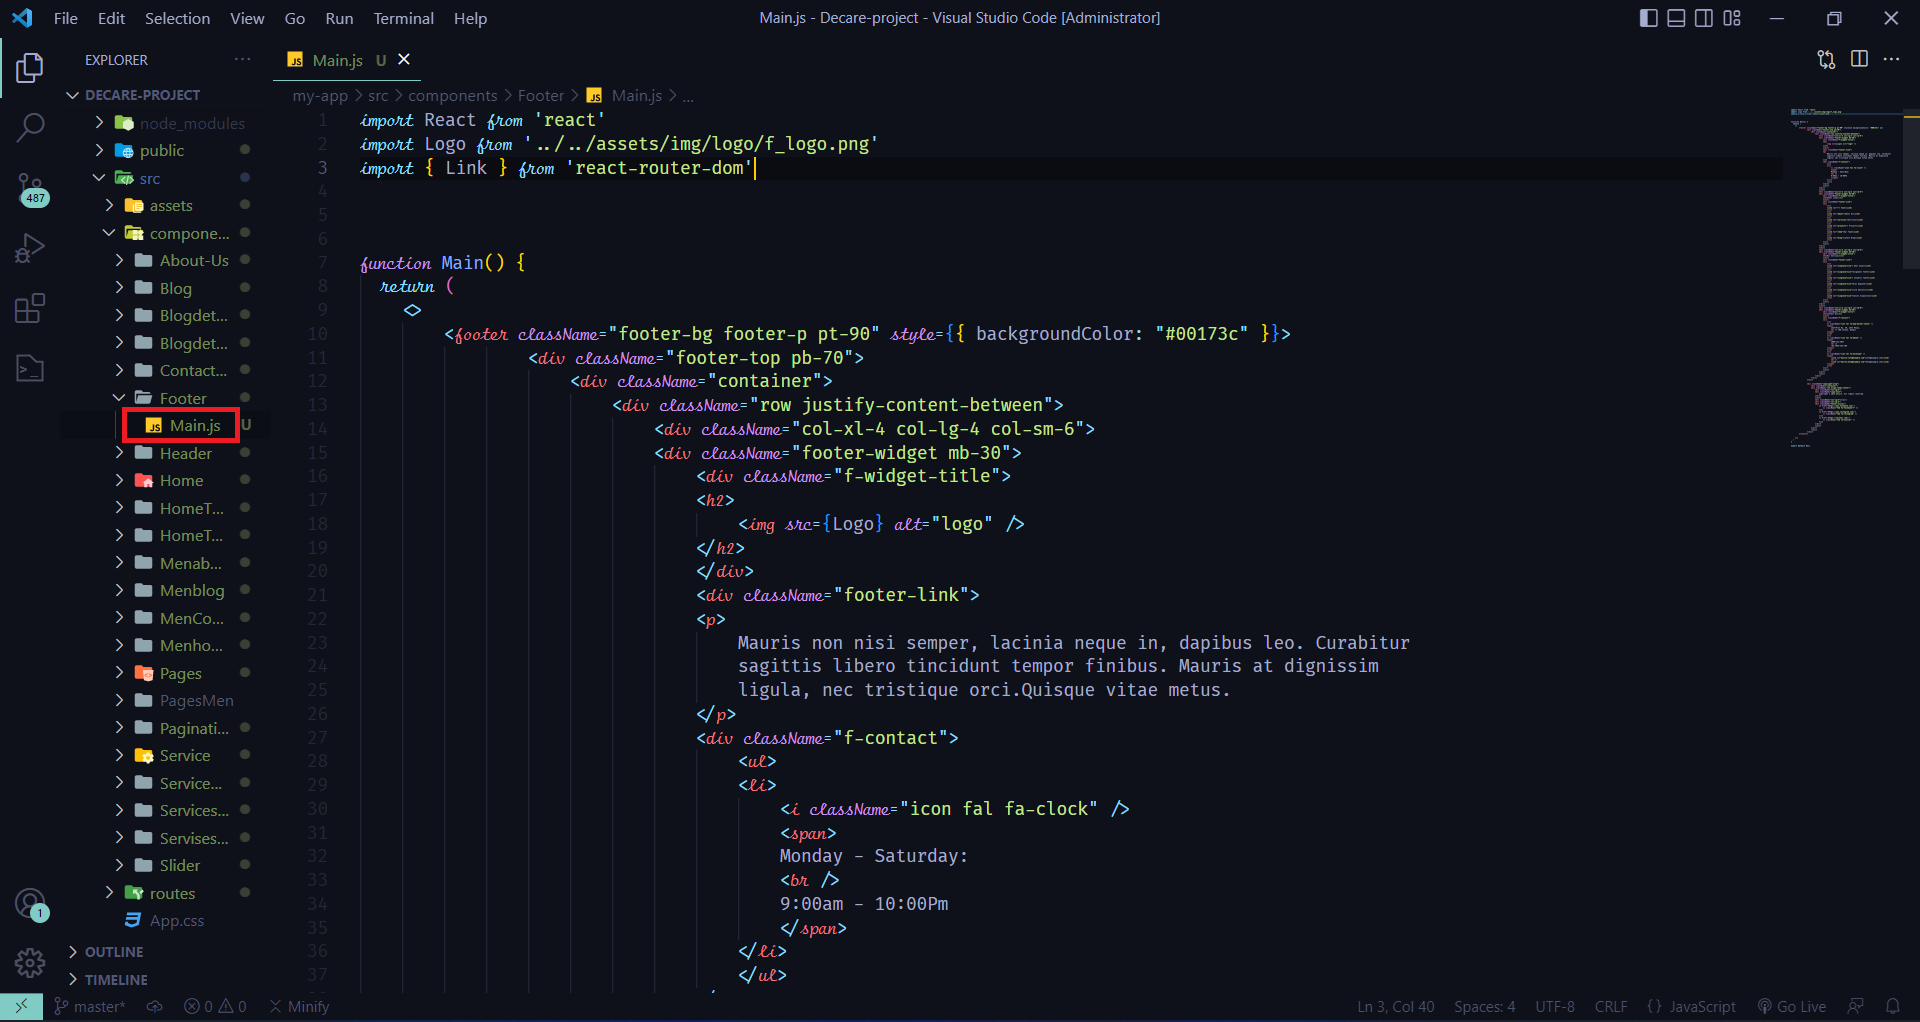 File Edit Selection View Go Run Terminal Help
Main.js - Decare-project - Visual Studio Code [Administrator]
EXPLORER
DECARE-PROJECT
node_modules
public
src
assets
compone...
About-Us
Blog
Blogdet...
Blogdet...
Contact...
Footer
Main.js U
Header
Home
HomeT...
HomeT...
Menab...
Menblog
MenCo...
Menho...
Pages
PagesMen
Paginati...
Service
Service...
Services...
Servises...
Slider
routes
App.css
OUTLINE
TIMELINE
487
1
JS Main.js U
my-app > src > components > Footer > JS Main.js > ...
1 import React from 'react'
2 import Logo from '../../assets/img/logo/f_logo.png'
3 import { Link } from 'react-router-dom'
4
5
6
7 function Main() {
8 return (
9 <>
10 <footer className="footer-bg footer-p pt-90" style={{ backgroundColor: "#00173c" }}>
11 <div className="footer-top pb-70">
12 <div className="container">
13 <div className="row justify-content-between">
14 <div className="col-xl-4 col-lg-4 col-sm-6">
15 <div className="footer-widget mb-30">
16 <div className="f-widget-title">
17 <h2>
18 <img src={Logo} alt="logo" />
19 </h2>
20 </div>
21 <div className="footer-link">
22 <p>
23 Mauris non nisi semper, lacinia neque in, dapibus leo. Curabitur
24 sagittis libero tincidunt tempor finibus. Mauris at dignissim
25 ligula, nec tristique orci.Quisque vitae metus.
26 </p>
27 <div className="f-contact">
28 <ul>
29 <li>
30 <i className="icon fal fa-clock" />
31 <span>
32 Monday - Saturday:
33 <br />
34 9:00am - 10:00Pm
35 </span>
36 </li>
37 </ul>
master* 0 0 Minify
Ln 3, Col 40 Spaces: 4 UTF-8 CRLF {} JavaScript Go Live